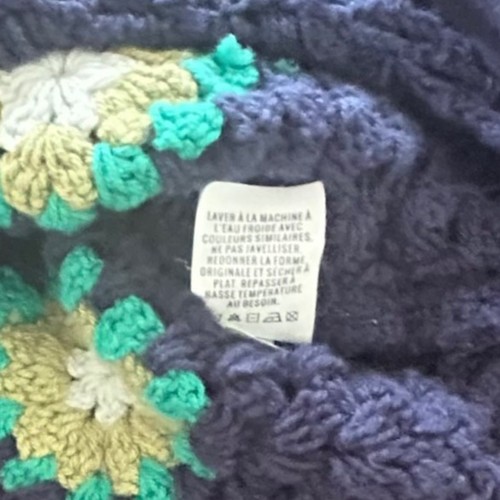 LAVER À LA MACHINE À
L'EAU FROIDE AVEC
COULEURS SIMILAIRES,
NE PAS JAVELLISER,
REDONNER LA FORME
ORIGINALE ET SÉCHER À
PLAT. REPASSER À
BASSE TEMPÉRATURE
AU BESOIN.